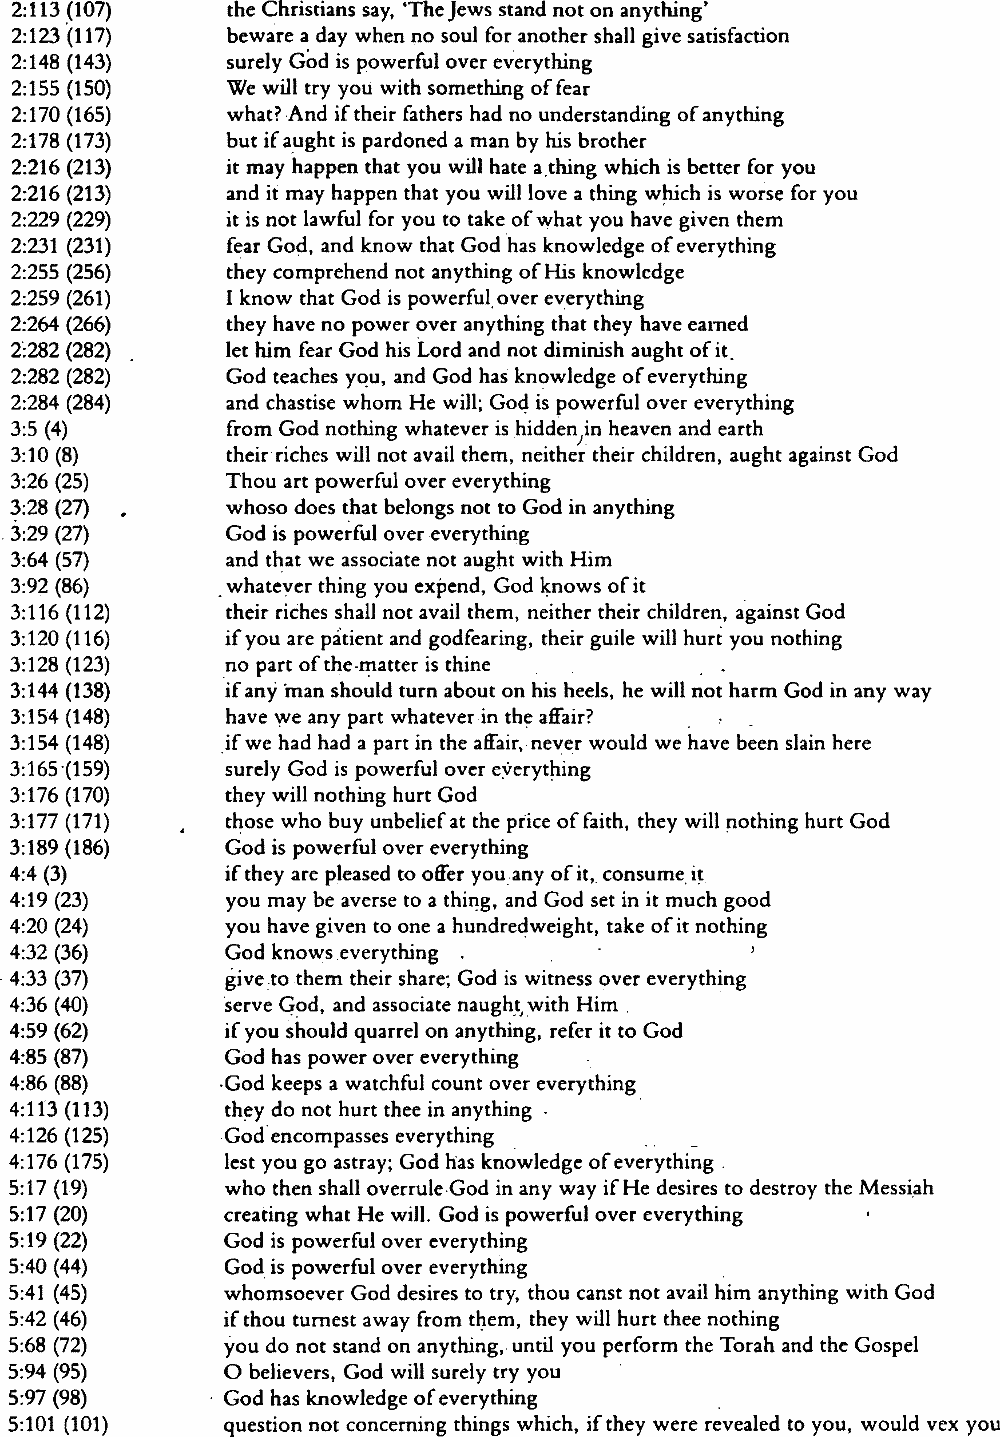 2:113 (107) the Christians say, ‘The Jews stand not on anything’
2:123 (117) beware a day when no soul for another shall give satisfaction
2:148 (143) surely God is powerful over everything
2:155 (150) We will try you with something of fear
2:170 (165) what? And if their fathers had no understanding of anything
2:178 (173) but if aught is pardoned a man by his brother
2:216 (213) it may happen that you will hate a thing which is better for you
2:216 (213) and it may happen that you will love a thing which is worse for you
2:229 (229) it is not lawful for you to take of what you have given them
2:231 (231) fear God, and know that God has knowledge of everything
2:255 (256) they comprehend not anything of His knowledge
2:259 (261) I know that God is powerful over everything
2:264 (266) they have no power over anything that they have earned
2:282 (282) let him fear God his Lord and not diminish aught of it
2:282 (282) God teaches you, and God has knowledge of everything
2:284 (284) and chastise whom He will; God is powerful over everything
3:5 (4) from God nothing whatever is hidden in heaven and earth
3:10 (8) their riches will not avail them, neither their children, aught against God
3:26 (25) Thou art powerful over everything
3:28 (27) whoso does that belongs not to God in anything
3:29 (27) God is powerful over everything
3:64 (57) and that we associate not aught with Him
3:92 (86) whatever thing you expend, God knows of it
3:116 (112) their riches shall not avail them, neither their children, against God
3:120 (116) if you are patient and godfearing, their guile will hurt you nothing
3:128 (123) no part of the matter is thine
3:144 (138) if any man should turn about on his heels, he will not harm God in any way
3:154 (148) have we any part whatever in the affair?
3:154 (148) if we had had a part in the affair, never would we have been slain here
3:165 (159) surely God is powerful over everything
3:176 (170) they will nothing hurt God
3:177 (171) those who buy unbelief at the price of faith, they will nothing hurt God
3:189 (186) God is powerful over everything
4:4 (3) if they are pleased to offer you any of it, consume it
4:19 (23) you may be averse to a thing, and God set in it much good
4:20 (24) you have given to one a hundredweight, take of it nothing
4:32 (36) God knows everything
4:33 (37) give to them their share; God is witness over everything
4:36 (40) serve God, and associate naught with Him
4:59 (62) if you should quarrel on anything, refer it to God
4:85 (87) God has power over everything
4:86 (88) God keeps a watchful count over everything
4:113 (113) they do not hurt thee in anything
4:126 (125) God encompasses everything
4:176 (175) lest you go astray; God has knowledge of everything
5:17 (19) who then shall overrule God in any way if He desires to destroy the Messiah
5:17 (20) creating what He will. God is powerful over everything
5:19 (22) God is powerful over everything
5:40 (44) God is powerful over everything
5:41 (45) whomsoever God desires to try, thou canst not avail him anything with God
5:42 (46) if thou turnest away from them, they will hurt thee nothing
5:68 (72) you do not stand on anything, until you perform the Torah and the Gospel
5:94 (95) O believers, God will surely try you
5:97 (98) God has knowledge of everything
5:101 (101) question not concerning things which, if they were revealed to you, would vex you